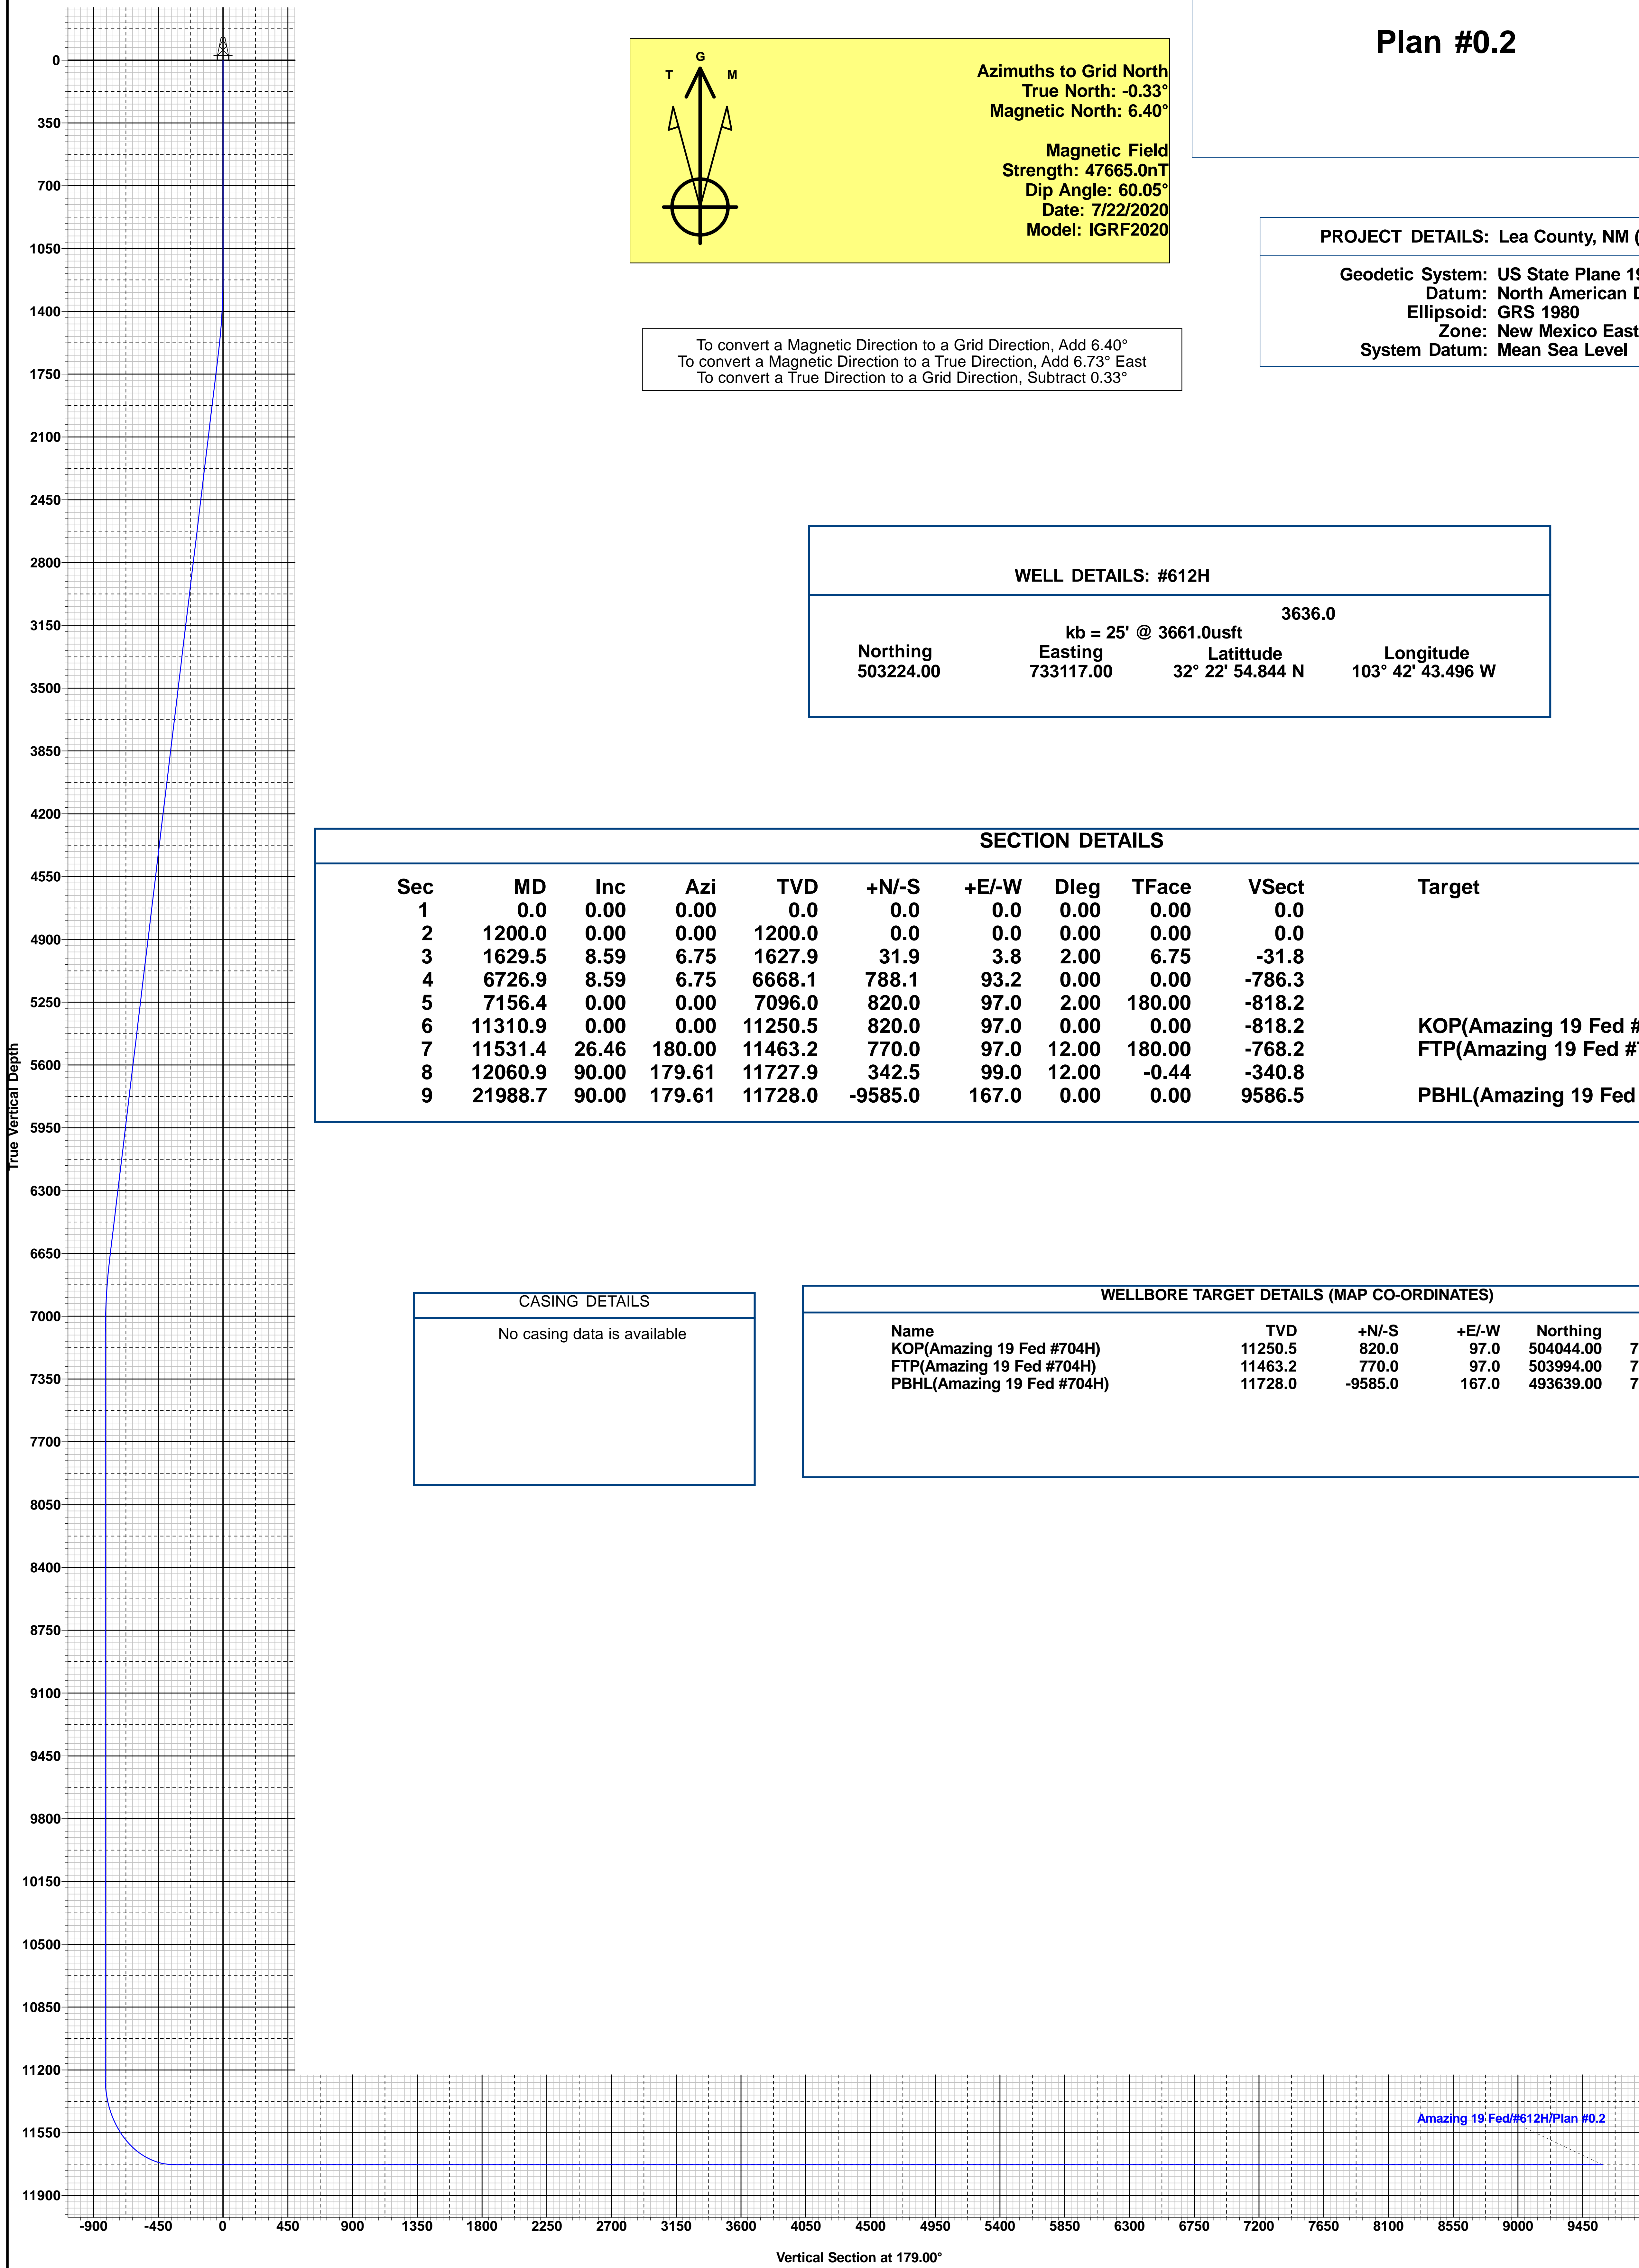 Plan #0.2
G
T M
Azimuths to Grid North
True North: -0.33°
Magnetic North: 6.40°
Magnetic Field
Strength: 47665.0nT
Dip Angle: 60.05°
Date: 7/22/2020
Model: IGRF2020
PROJECT DETAILS: Lea County, NM (
Geodetic System: US State Plane 19
Datum: North American D
Ellipsoid: GRS 1980
Zone: New Mexico East
System Datum: Mean Sea Level
To convert a Magnetic Direction to a Grid Direction, Add 6.40°
To convert a Magnetic Direction to a True Direction, Add 6.73° East
To convert a True Direction to a Grid Direction, Subtract 0.33°
WELL DETAILS: #612H
3636.0
kb = 25' @ 3661.0usft
Northing Easting Latittude Longitude
503224.00 733117.00 32° 22' 54.844 N 103° 42' 43.496 W
SECTION DETAILS
Sec MD Inc Azi TVD +N/-S +E/-W Dleg TFace VSect Target
1 0.0 0.00 0.00 0.0 0.0 0.0 0.00 0.00 0.0
2 1200.0 0.00 0.00 1200.0 0.0 0.0 0.00 0.00 0.0
3 1629.5 8.59 6.75 1627.9 31.9 3.8 2.00 6.75 -31.8
4 6726.9 8.59 6.75 6668.1 788.1 93.2 0.00 0.00 -786.3
5 7156.4 0.00 0.00 7096.0 820.0 97.0 2.00 180.00 -818.2
6 11310.9 0.00 0.00 11250.5 820.0 97.0 0.00 0.00 -818.2 KOP(Amazing 19 Fed #
7 11531.4 26.46 180.00 11463.2 770.0 97.0 12.00 180.00 -768.2 FTP(Amazing 19 Fed #
8 12060.9 90.00 179.61 11727.9 342.5 99.0 12.00 -0.44 -340.8
9 21988.7 90.00 179.61 11728.0 -9585.0 167.0 0.00 0.00 9586.5 PBHL(Amazing 19 Fed
CASING DETAILS
No casing data is available
WELLBORE TARGET DETAILS (MAP CO-ORDINATES)
Name TVD +N/-S +E/-W Northing
KOP(Amazing 19 Fed #704H) 11250.5 820.0 97.0 504044.00 7
FTP(Amazing 19 Fed #704H) 11463.2 770.0 97.0 503994.00 7
PBHL(Amazing 19 Fed #704H) 11728.0 -9585.0 167.0 493639.00 7
True Vertical Depth
0
350
700
1050
1400
1750
2100
2450
2800
3150
3500
3850
4200
4550
4900
5250
5600
5950
6300
6650
7000
7350
7700
8050
8400
8750
9100
9450
9800
10150
10500
10850
11200
11550
11900
Amazing 19 Fed/#612H/Plan #0.2
-900 -450 0 450 900 1350 1800 2250 2700 3150 3600 4050 4500 4950 5400 5850 6300 6750 7200 7650 8100 8550 9000 9450
Vertical Section at 179.00°